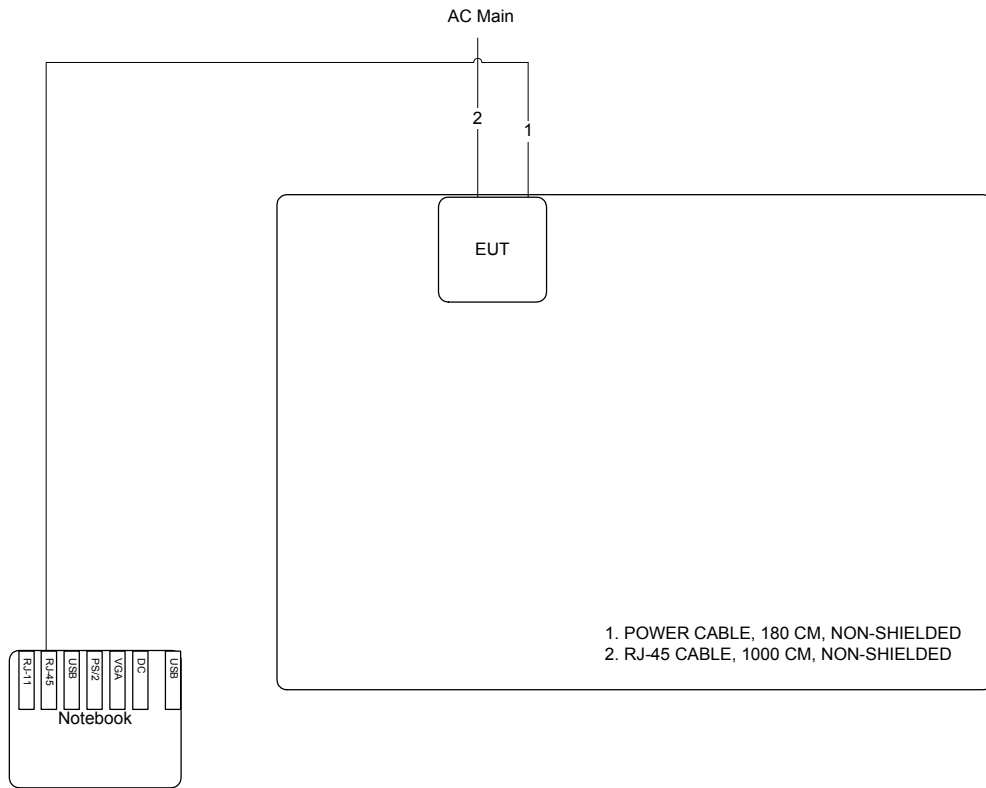 AC Main
2
1
EUT
1. POWER CABLE, 180 CM, NON-SHIELDED
2. RJ-45 CABLE, 1000 CM, NON-SHIELDED
RJ-11
RJ-45
USB
PS/2
VGA
DC
USB
Notebook